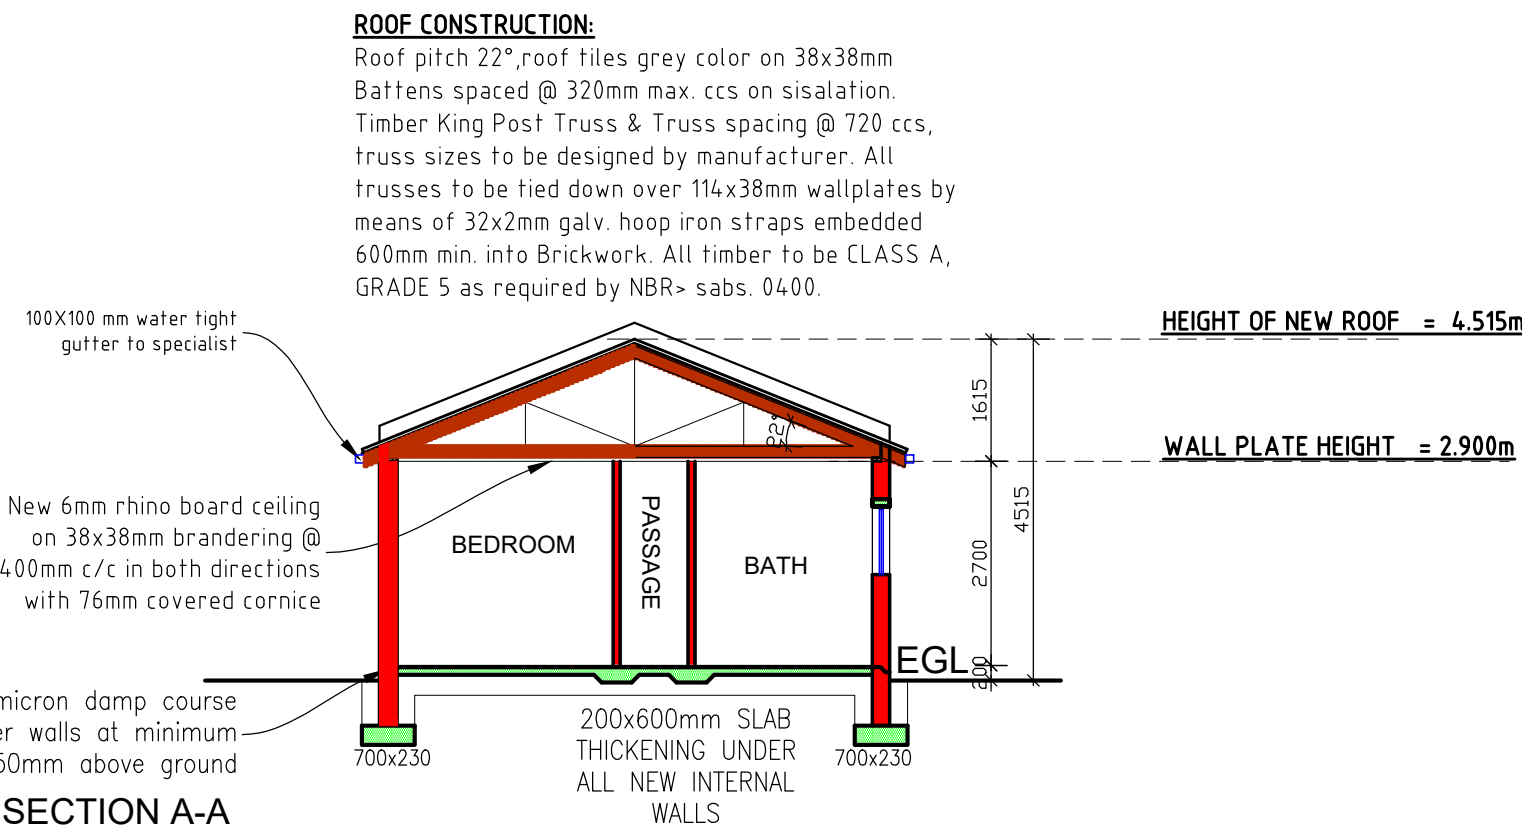 ROOF CONSTRUCTION:
Roof pitch 22°,roof tiles grey color on 38x38mm
Battens spaced @ 320mm max. ccs on sisalation.
Timber King Post Truss & Truss spacing @ 720 ccs,
truss sizes to be designed by manufacturer. All
trusses to be tied down over 114x38mm wallplates by
means of 32x2mm galv. hoop iron straps embedded
600mm min. into Brickwork. All timber to be CLASS A,
GRADE 5 as required by NBR> sabs. 0400.
100X100 mm water tight
gutter to specialist
HEIGHT OF NEW ROOF = 4.515m
1615
22°
WALL PLATE HEIGHT = 2.900m
New 6mm rhino board ceiling
on 38x38mm brandering @
400mm c/c in both directions
with 76mm covered cornice
BEDROOM
PASSAGE
BATH
4515
2700
EGL
200
micron damp course
er walls at minimum
50mm above ground
700x230
200x600mm SLAB
THICKENING UNDER
ALL NEW INTERNAL
WALLS
700x230
SECTION A-A